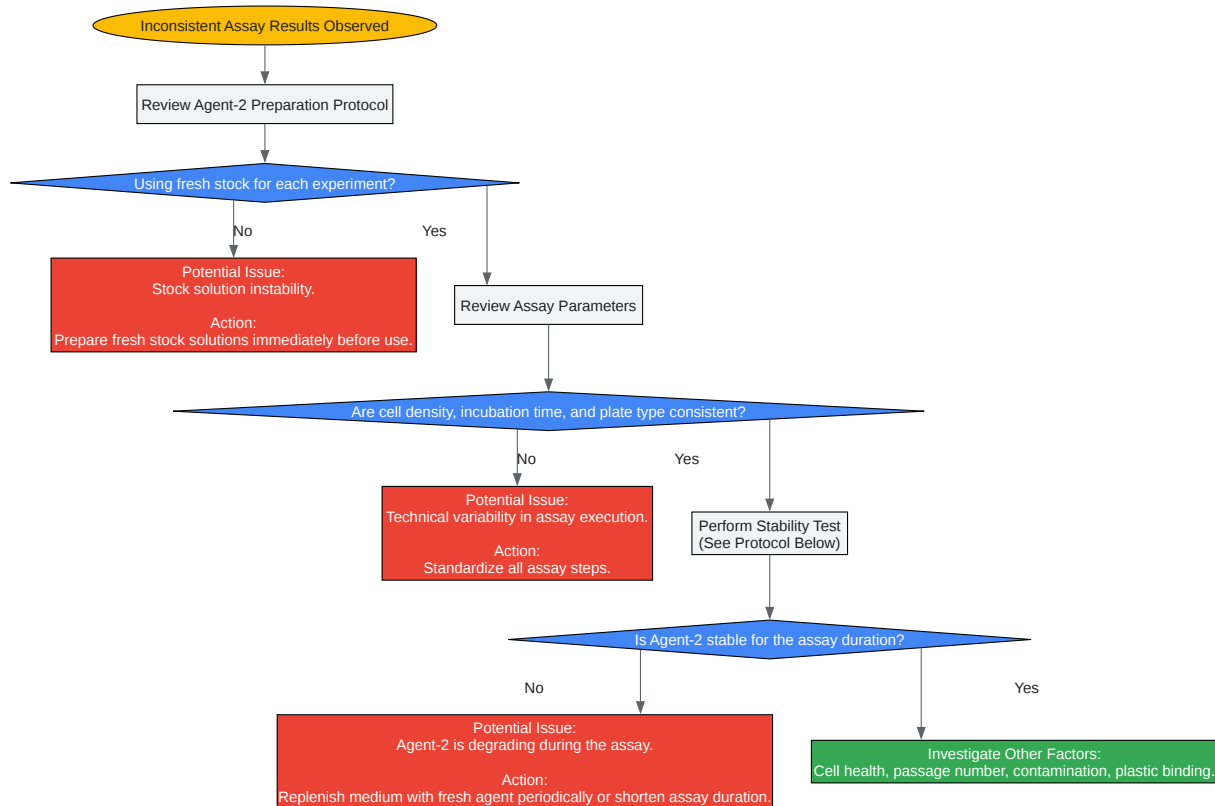 Inconsistent Assay Results Observed
Review Agent-2 Preparation Protocol
Using fresh stock for each experiment?
No
Yes
Potential Issue:
Stock solution instability.
Action:
Prepare fresh stock solutions immediately before use.
Review Assay Parameters
Are cell density, incubation time, and plate type consistent?
No
Yes
Potential Issue:
Technical variability in assay execution.
Action:
Standardize all assay steps.
Perform Stability Test
(See Protocol Below)
Is Agent-2 stable for the assay duration?
No
Yes
Potential Issue:
Agent-2 is degrading during the assay.
Action:
Replenish medium with fresh agent periodically or shorten assay duration.
Investigate Other Factors:
Cell health, passage number, contamination, plastic binding.